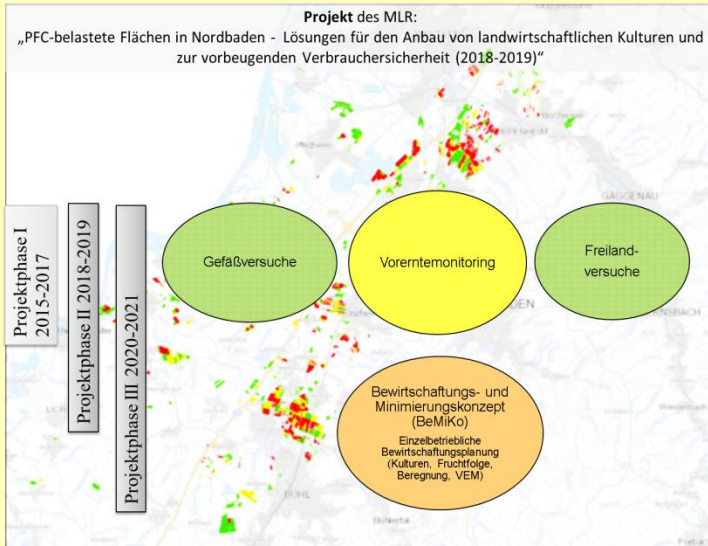 Projekt des MLR:
„PFC-belastete Flächen in Nordbaden - Lösungen für den Anbau von landwirtschaftlichen Kulturen und
zur vorbeugenden Verbrauchersicherheit (2018-2019)“
Projektphase I
2015-2017
Projektphase II 2018-2019
Projektphase III 2020-2021
Gefäßversuche
Vorerntemonitoring
Freiland-
versuche
Bewirtschaftungs- und
Minimierungskonzept
(BeMiKo)
Einzelbetriebliche
Bewirtschaftungsplanung
(Kulturen, Fruchtfolge,
Beregnung, VEM)
GAGGENAU
BÜHL
Bühlertal